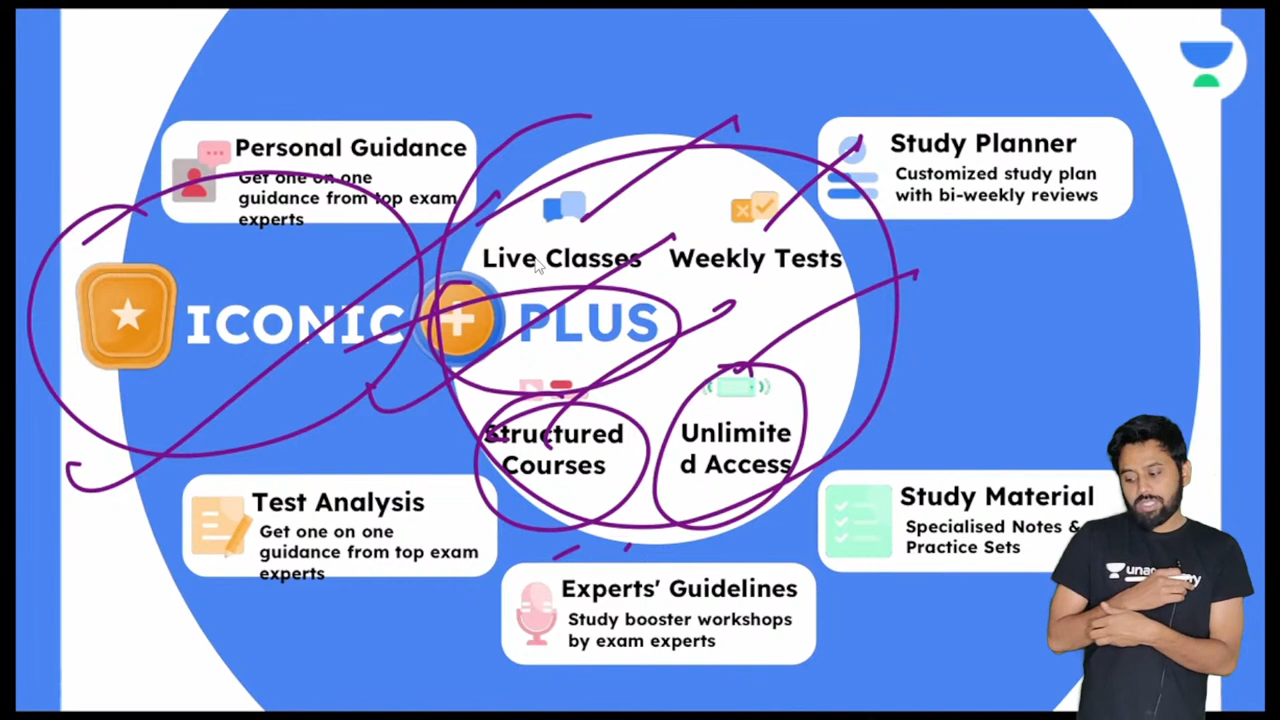 Personal Guidance
Get one on one
guidance from top exam
experts
Study Planner
Customized study plan
with bi-weekly reviews
Live Classes
Weekly Tests
ICONIC
PLUS
Structured
Courses
Unlimite
d Access
Test Analysis
Get one on one
guidance from top exam
experts
Study Material
Specialised Notes &
Practice Sets
Experts' Guidelines
Study booster workshops
by exam experts